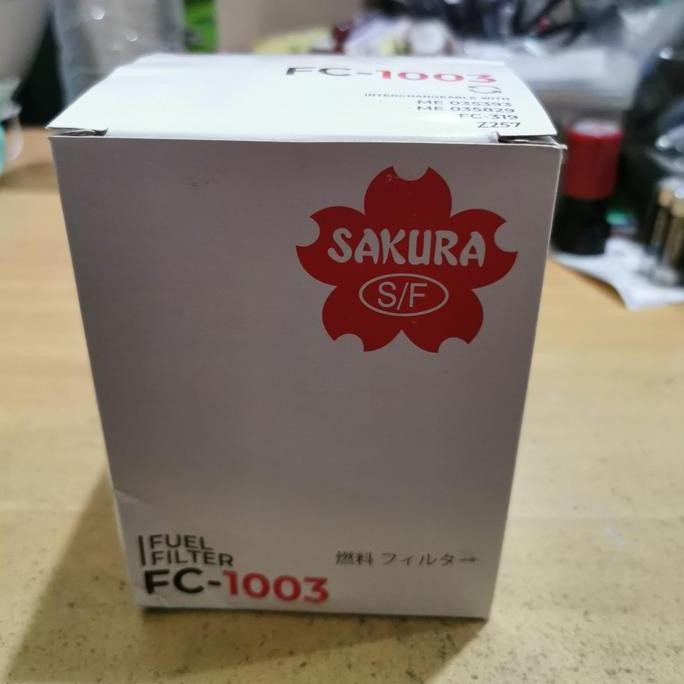 FC-1003
INTERCHANGEABLE WITH
ME 035393
ME 035829
FC-319
Z257
SAKURA
S/F
FUEL
FILTER
FC-1003
燃料 フィルター